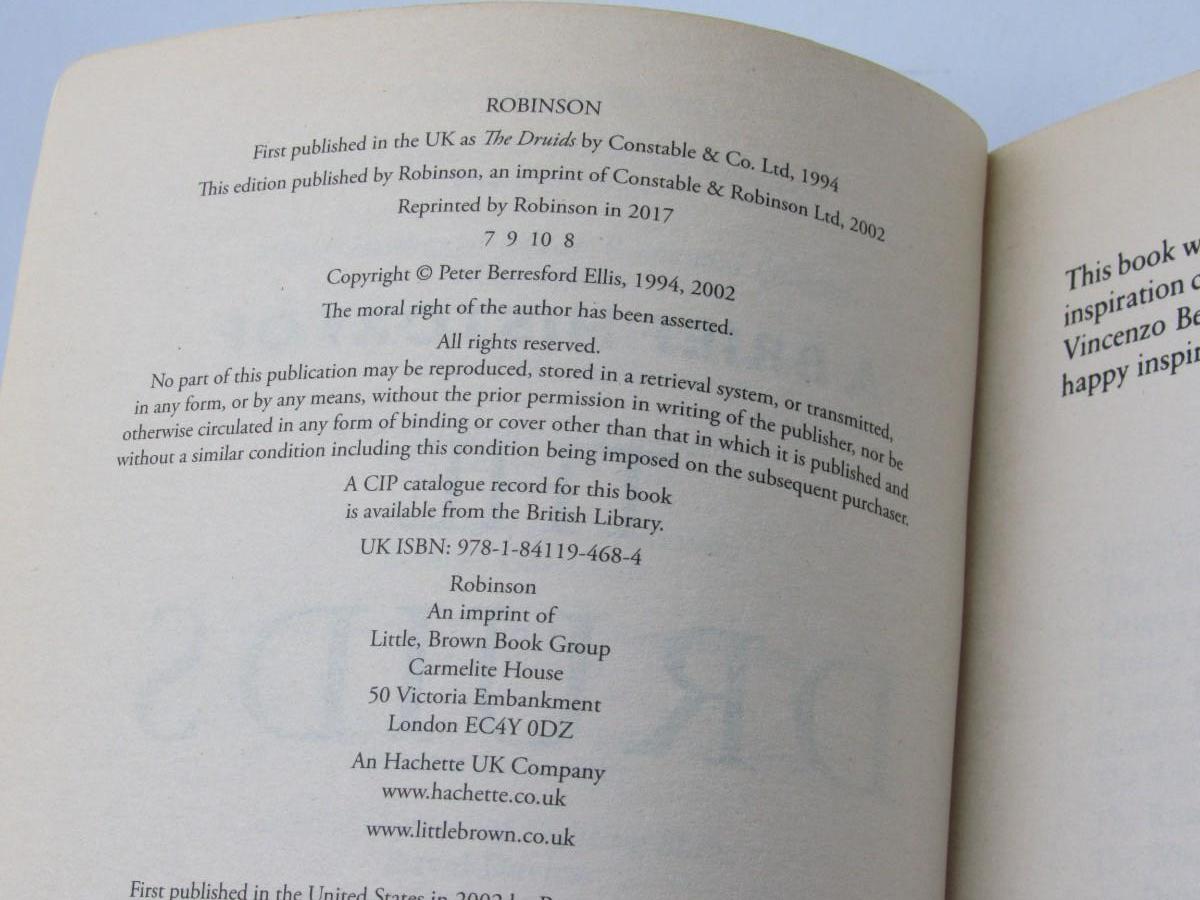 ROBINSON
First published in the UK as The Druids by Constable & Co. Ltd, 1994
This edition published by Robinson, an imprint of Constable & Robinson Ltd, 2002
Reprinted by Robinson in 2017
7 9 10 8
Copyright © Peter Berresford Ellis, 1994, 2002
The moral right of the author has been asserted.
All rights reserved.
No part of this publication may be reproduced, stored in a retrieval system, or transmitted,
in any form, or by any means, without the prior permission in writing of the publisher, nor be
otherwise circulated in any form of binding or cover other than that in which it is published and
without a similar condition including this condition being imposed on the subsequent purchaser.
A CIP catalogue record for this book
is available from the British Library.
UK ISBN: 978-1-84119-468-4
Robinson
An imprint of
Little, Brown Book Group
Carmelite House
50 Victoria Embankment
London EC4Y 0DZ
An Hachette UK Company
www.hachette.co.uk
www.littlebrown.co.uk
First published in the United States in 2002
This book
inspiration
Vincenzo
happy